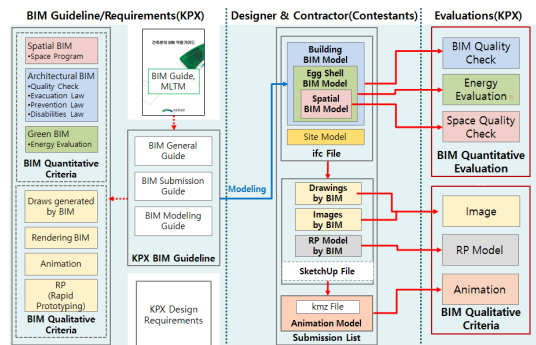 BIM Guideline/Requirements(KPX)
Designer & Contractor(Contestants)
Evaluations(KPX)
BIM Quantitative
Criteria
Spatial BIM
•Space Program
Architectural BIM
•Quality Check
•Evacuation Law
•Prevention Law
•Disabilities Law
Green BIM
•Energy Evaluation
BIM Quantitative
Criteria
Draws generated
by BIM
Rendering BIM
Animation
RP
(Rapid
Prototyping)
BIM Qualitative
Criteria
BIM Guide,
MLTM
BIM General
Guide
BIM Submission
Guide
BIM Modeling
Guide
KPX BIM Guideline
KPX Design
Requirements
Modeling
Building
BIM Model
Egg Shell
BIM Model
Spatial
BIM Model
Site Model
ifc File
Drawings
by BIM
Images
by BIM
RP Model
by BIM
SketchUp File
kmz File
Animation Model
Submission List
BIM Quality
Check
Energy
Evaluation
Space Quality
Check
BIM Quantitative
Evaluation
Image
RP Model
Animation
BIM Qualitative
Criteria